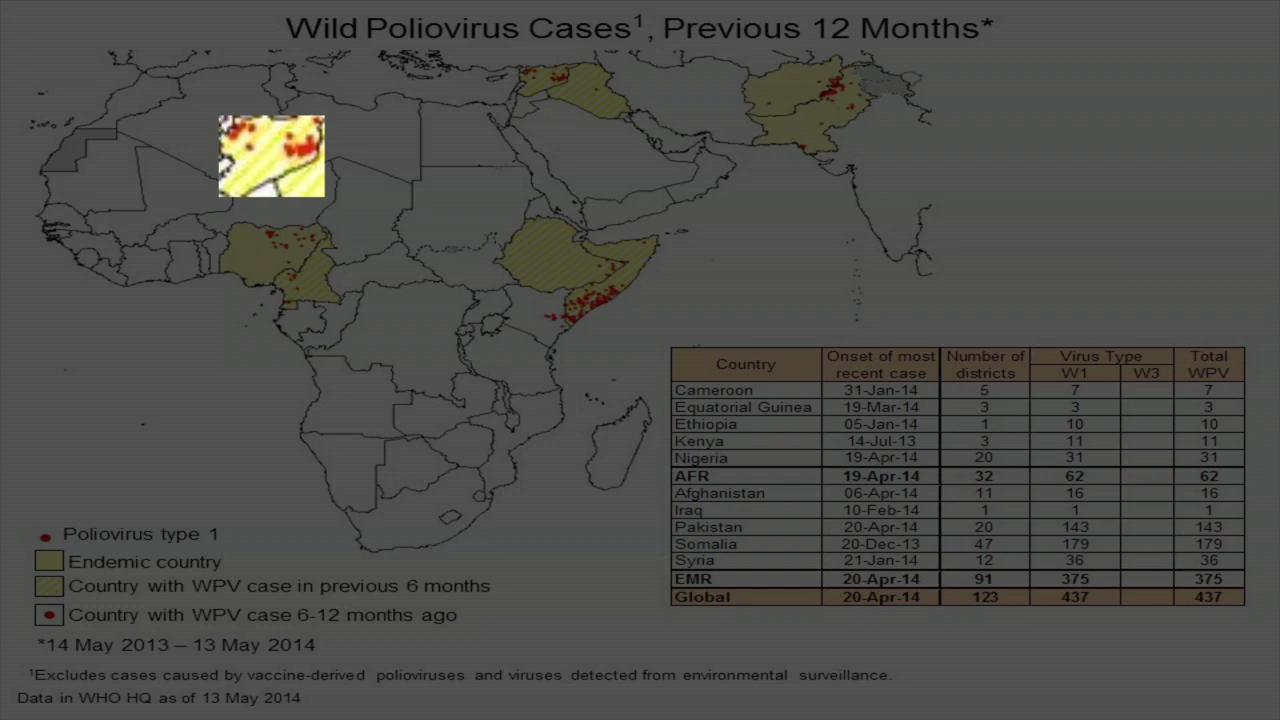 Wild Poliovirus Cases¹, Previous 12 Months*
Country Onset of most recent case Number of districts Virus Type W1 W3 Total WPV
Cameroon 31-Jan-14 5 7 7
Equatorial Guinea 19-Mar-14 3 3 3
Ethiopia 05-Jan-14 1 10 10
Kenya 14-Jul-13 3 11 11
Nigeria 19-Apr-14 20 31 31
AFR 19-Apr-14 32 62 62
Afghanistan 06-Apr-14 11 16 16
Iraq 10-Feb-14 1 1 1
Pakistan 20-Apr-14 20 143 143
Somalia 20-Dec-13 47 179 179
Syria 21-Jan-14 12 36 36
EMR 20-Apr-14 91 375 375
Global 20-Apr-14 123 437 437
Poliovirus type 1
Endemic country
Country with WPV case in previous 6 months
Country with WPV case 6-12 months ago
*14 May 2013 – 13 May 2014
¹Excludes cases caused by vaccine-derived polioviruses and viruses detected from environmental surveillance.
Data in WHO HQ as of 13 May 2014